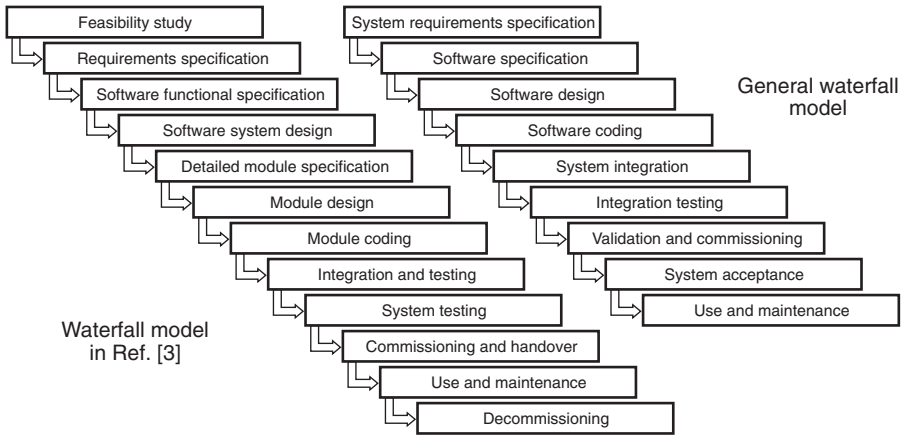 Feasibility study
Requirements specification
Software functional specification
Software system design
Detailed module specification
Module design
Module coding
Integration and testing
System testing
Commissioning and handover
Use and maintenance
Decommissioning
Waterfall model
in Ref. [3]
System requirements specification
Software specification
Software design
Software coding
System integration
Integration testing
Validation and commissioning
System acceptance
Use and maintenance
General waterfall
model